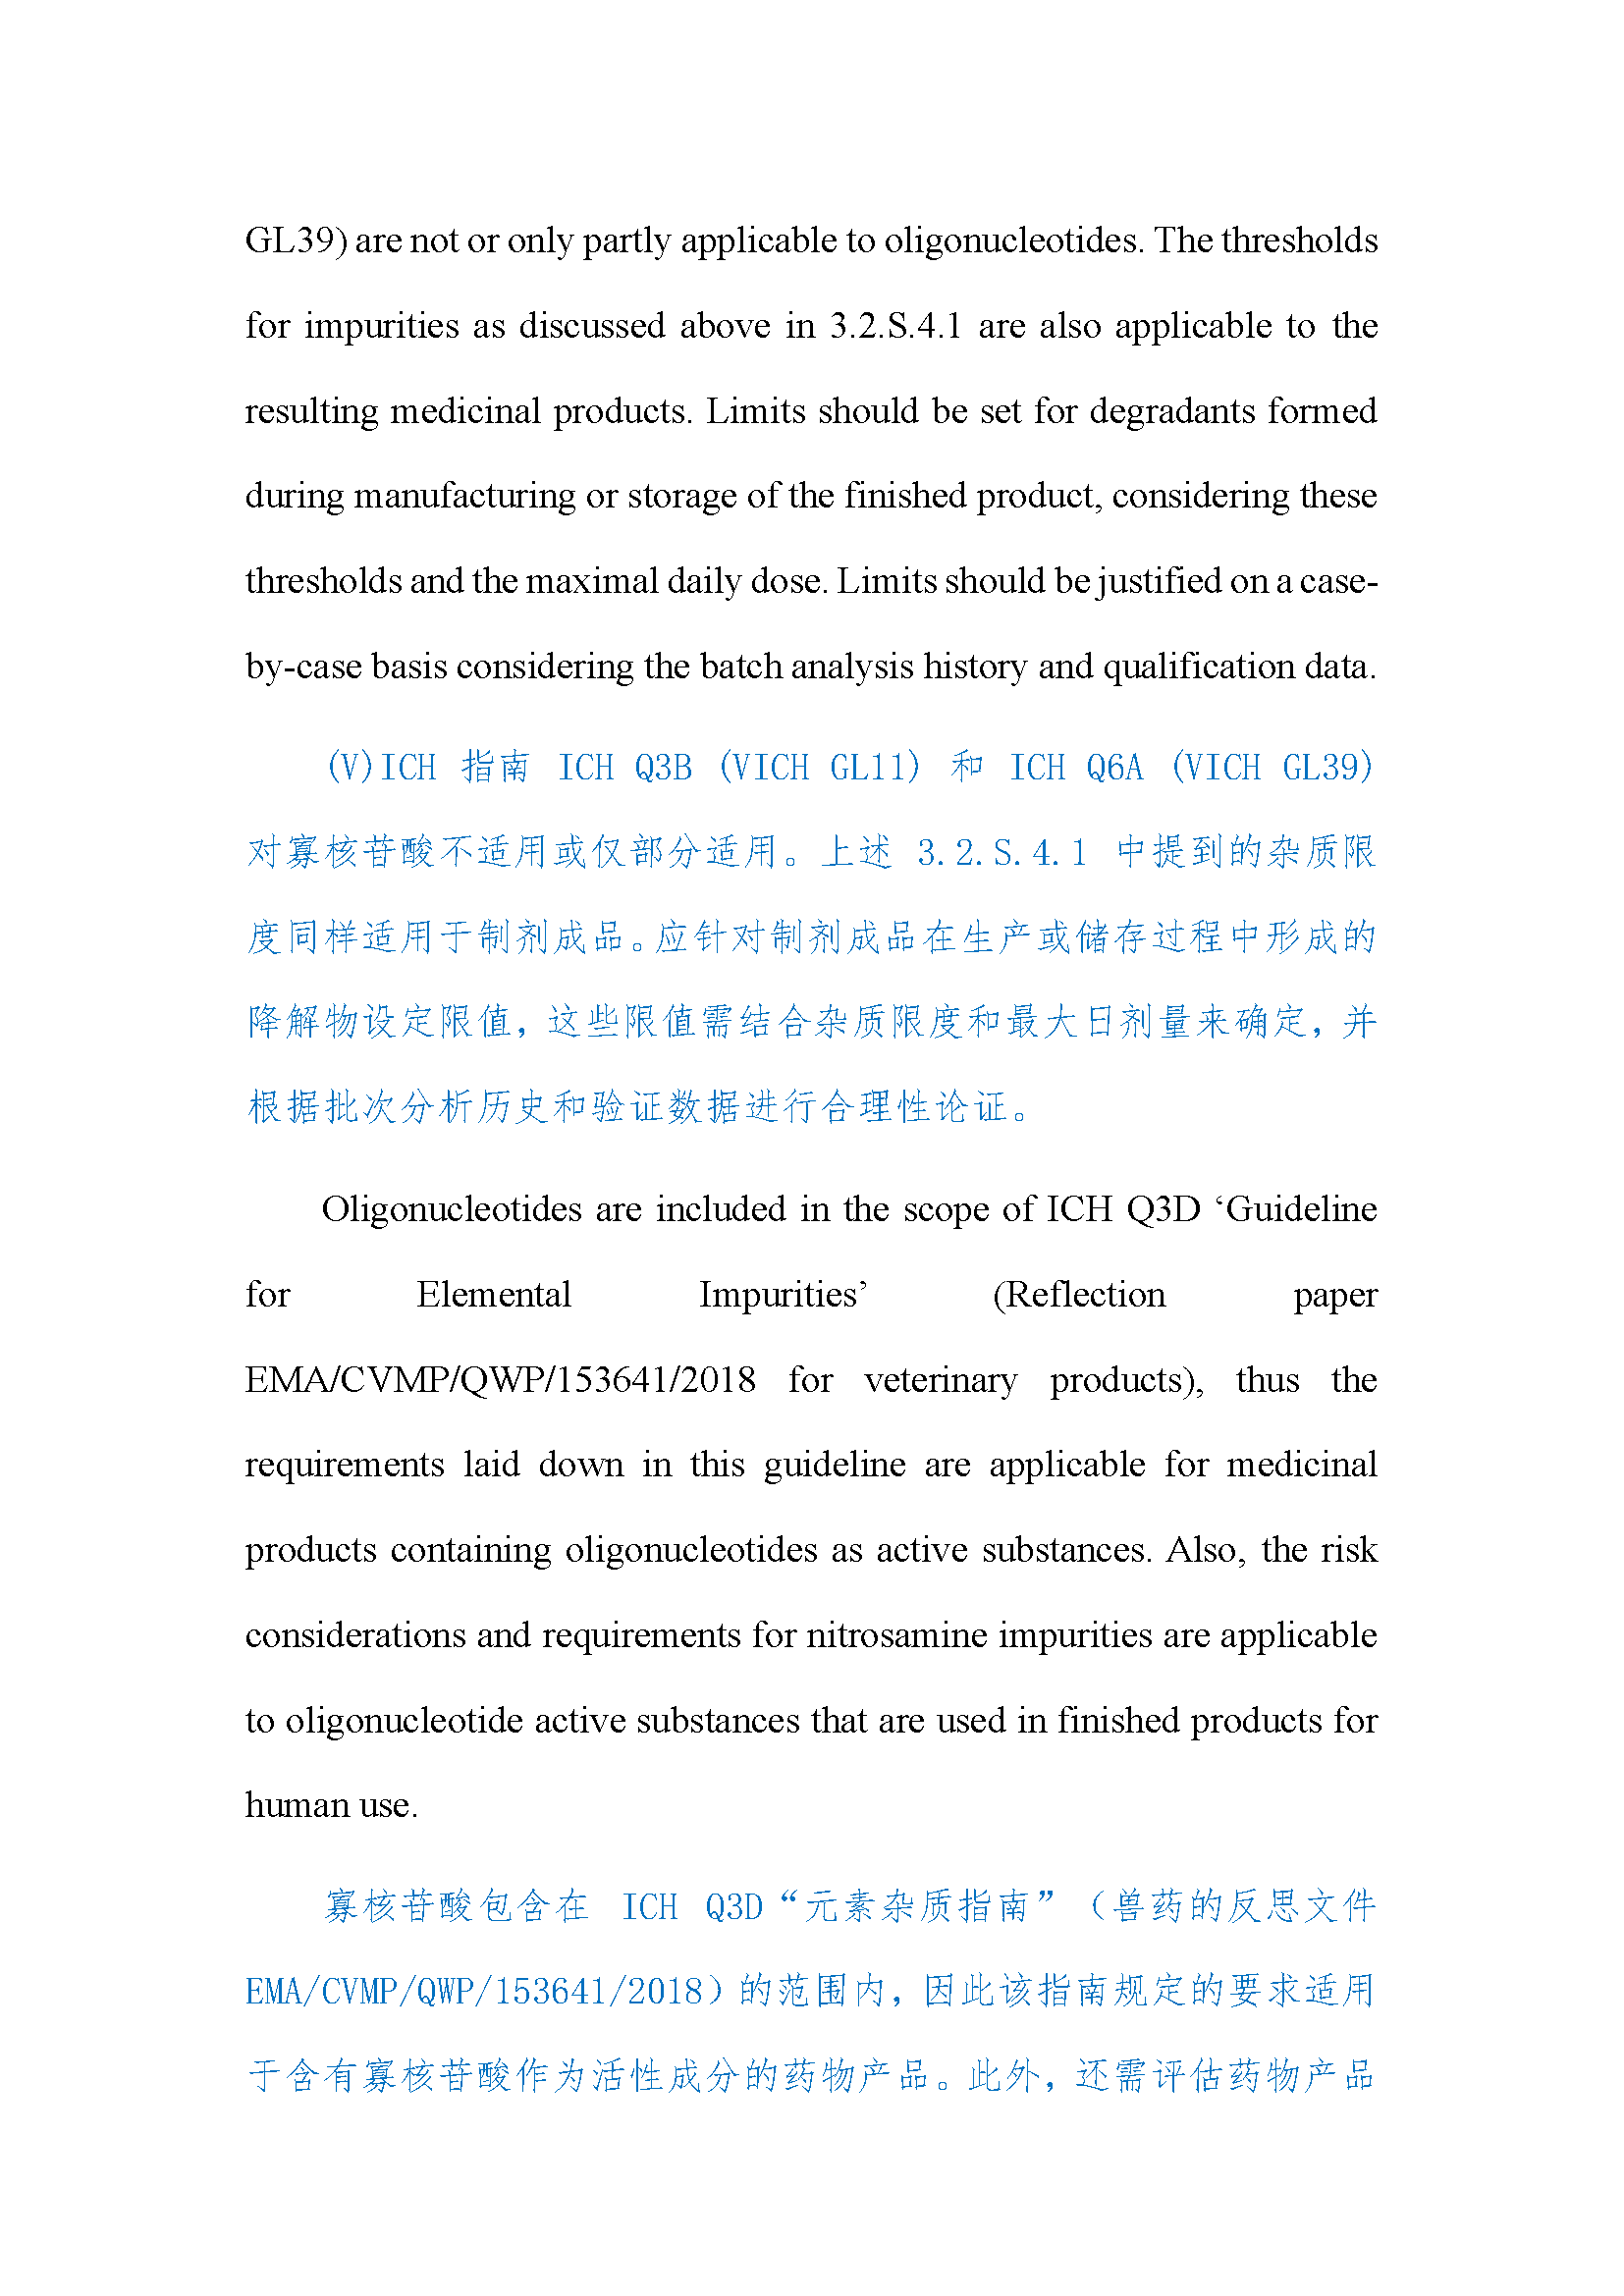 GL39) are not or only partly applicable to oligonucleotides. The thresholds
for impurities as discussed above in 3.2.S.4.1 are also applicable to the
resulting medicinal products. Limits should be set for degradants formed
during manufacturing or storage of the finished product, considering these
thresholds and the maximal daily dose. Limits should be justified on a case-
by-case basis considering the batch analysis history and qualification data.
(V)ICH 指南 ICH Q3B (VICH GL11) 和 ICH Q6A (VICH GL39)
对寡核苷酸不适用或仅部分适用。上述 3.2.S.4.1 中提到的杂质限
度同样适用于制剂成品。应针对制剂成品在生产或储存过程中形成的
降解物设定限值，这些限值需结合杂质限度和最大日剂量来确定，并
根据批次分析历史和验证数据进行合理性论证。
Oligonucleotides are included in the scope of ICH Q3D ‘Guideline
for Elemental Impurities’ (Reflection paper
EMA/CVMP/QWP/153641/2018 for veterinary products), thus the
requirements laid down in this guideline are applicable for medicinal
products containing oligonucleotides as active substances. Also, the risk
considerations and requirements for nitrosamine impurities are applicable
to oligonucleotide active substances that are used in finished products for
human use.
寡核苷酸包含在 ICH Q3D“元素杂质指南”（兽药的反思文件
EMA/CVMP/QWP/153641/2018）的范围内，因此该指南规定的要求适用
于含有寡核苷酸作为活性成分的药物产品。此外，还需评估药物产品